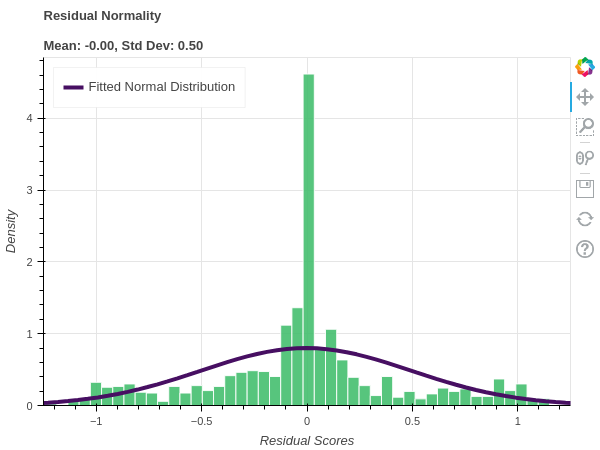 Residual Normality
Mean: -0.00, Std Dev: 0.50
Fitted Normal Distribution
Density
4
3
2
1
0
−1
−0.5
0
0.5
1
Residual Scores